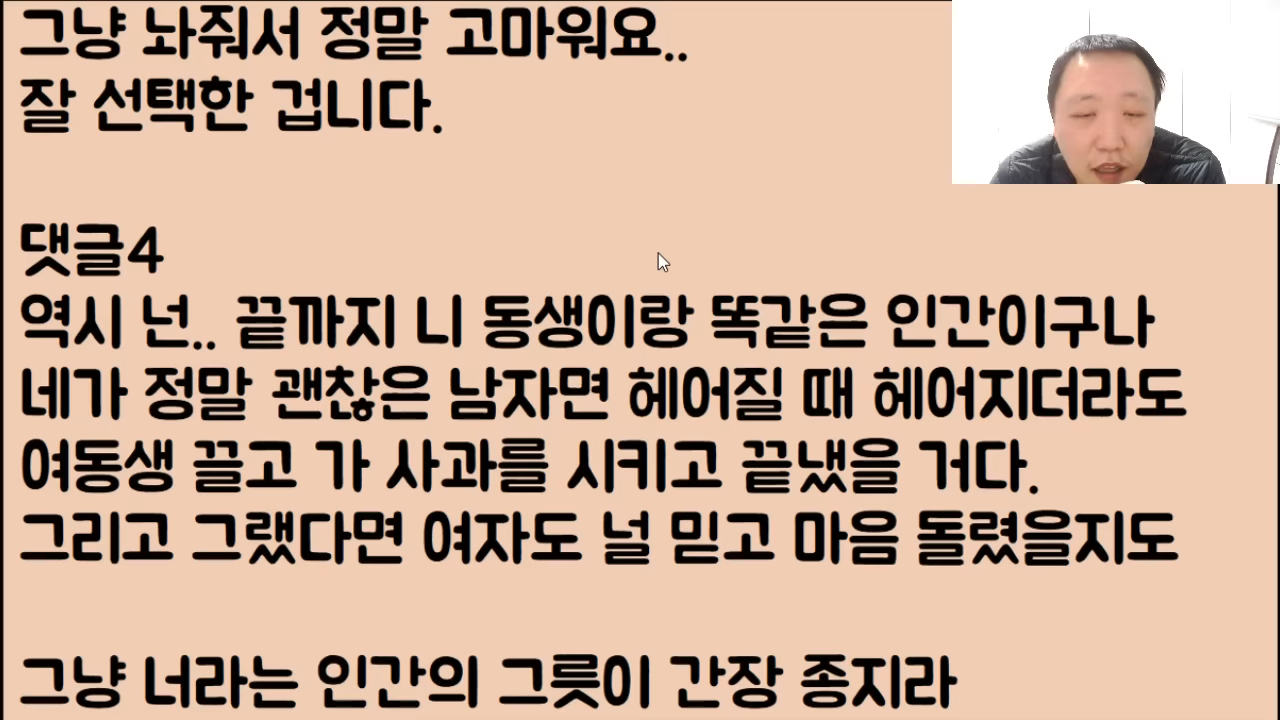 그냥 놔줘서 정말 고마워요..
잘 선택한 겁니다.
댓글4
역시 넌.. 끝까지 니 동생이랑 똑같은 인간이구나
네가 정말 괜찮은 남자면 헤어질 때 헤어지더라도
여동생 끌고 가 사과를 시키고 끝냈을 거다.
그리고 그랬다면 여자도 널 믿고 마음 돌렸을지도
그냥 너라는 인간의 그릇이 간장 종지라